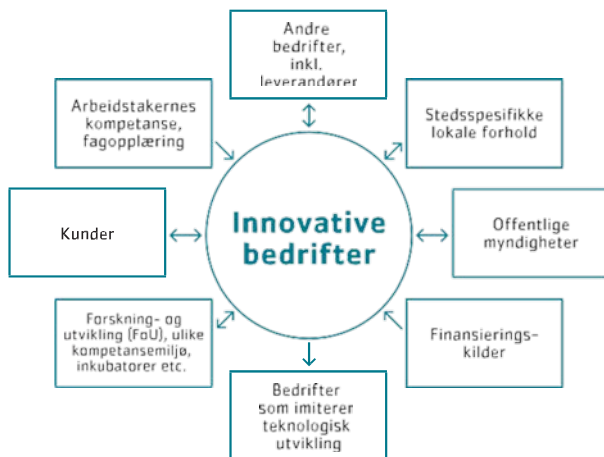 Andre
bedrifter,
inkl.
leverandører
Arbeidstakernes
kompetanse,
fagopplæring
Stedsspesifikke
lokale forhold
Kunder
Innovative
bedrifter
Offentlige
myndigheter
Forskning- og
utvikling (FoU), ulike
kompetansemiljø,
inkubatorer etc.
Finansierings-
kilder
Bedrifter
som imiterer
teknologisk
utvikling